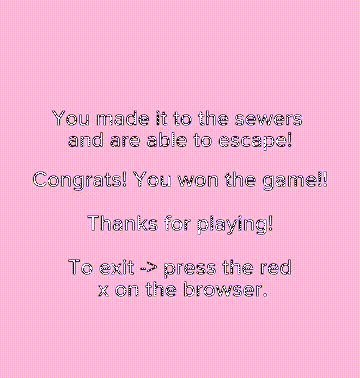 You made it to the sewers
and are able to escape!
Congrats! You won the game!!
Thanks for playing!
To exit -> press the red
x on the browser.